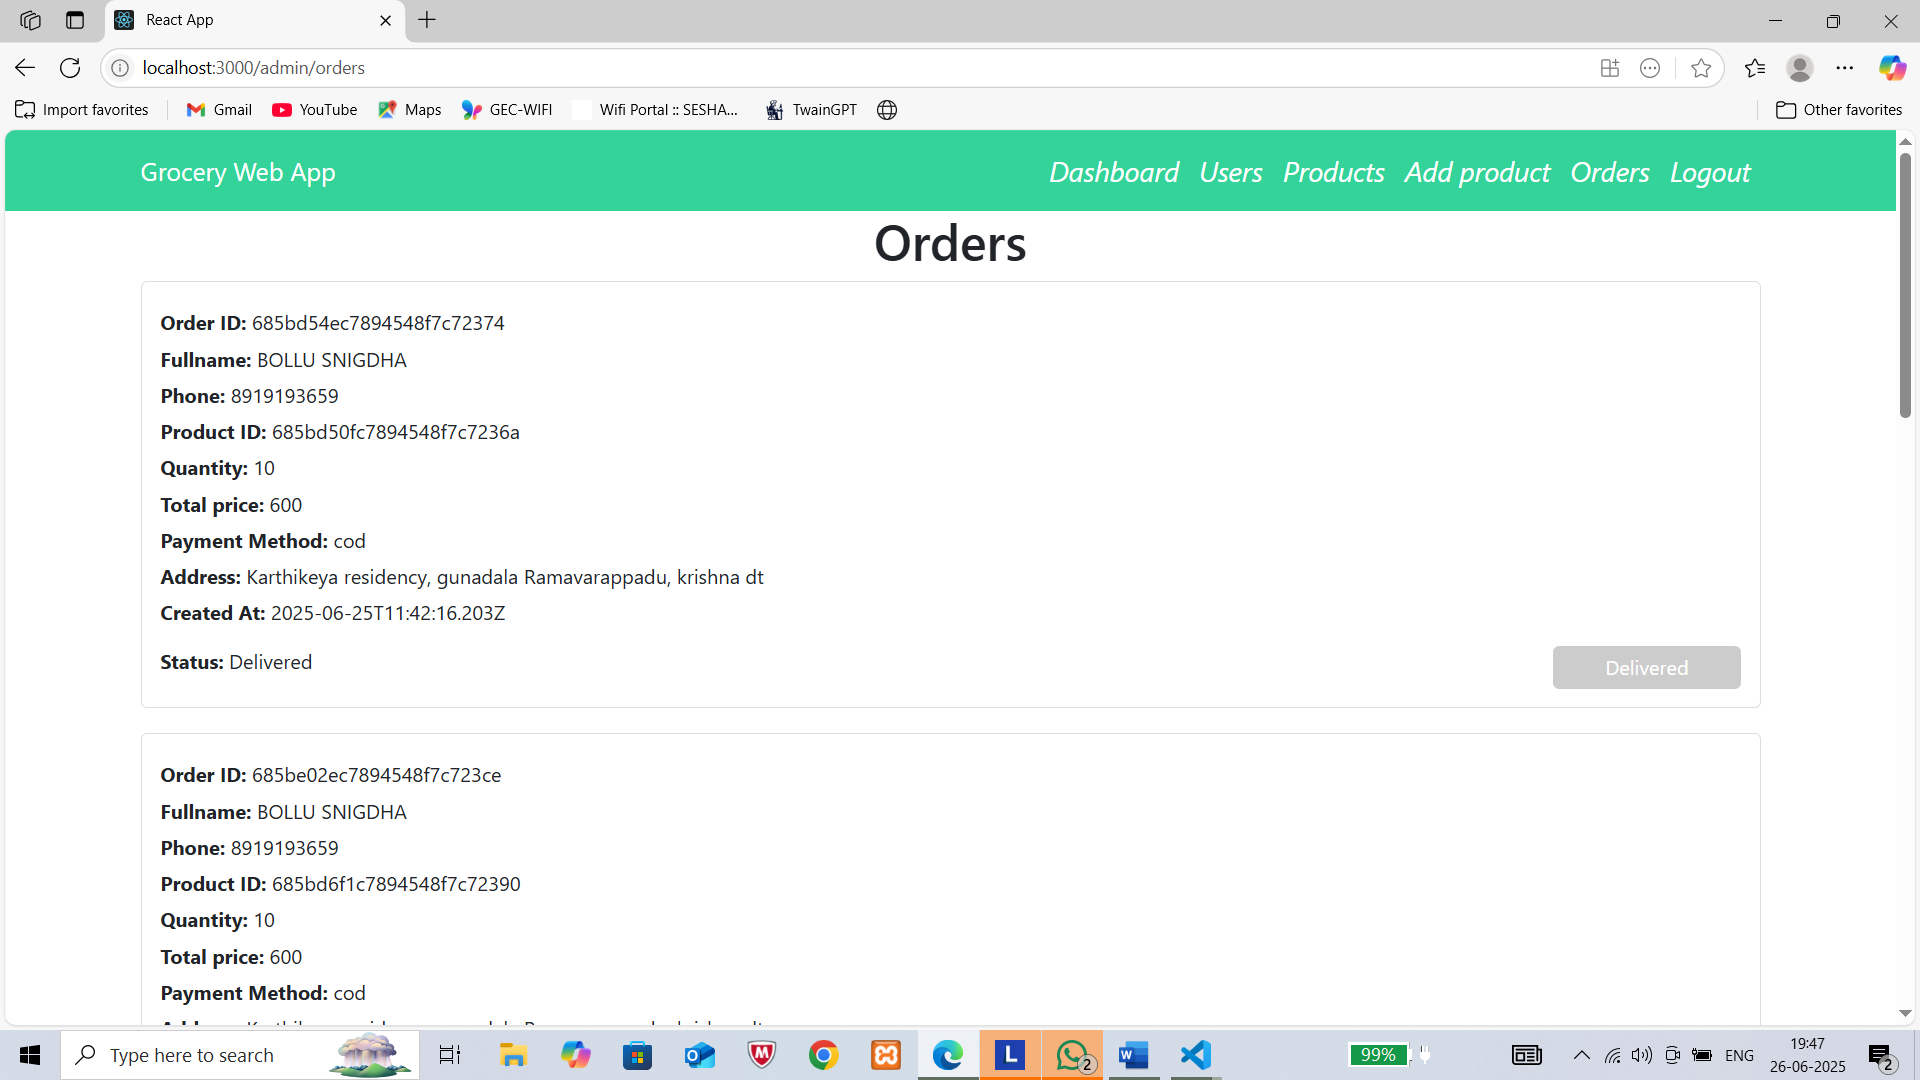 React App
localhost:3000/admin/orders
Import favorites
Gmail
YouTube
Maps
GEC-WIFI
Wifi Portal :: SESHA...
TwainGPT
Other favorites
Grocery Web App
Dashboard Users Products Add product Orders Logout
Orders
Order ID: 685bd54ec7894548f7c72374
Fullname: BOLLU SNIGDHA
Phone: 8919193659
Product ID: 685bd50fc7894548f7c7236a
Quantity: 10
Total price: 600
Payment Method: cod
Address: Karthikeya residency, gunadala Ramavarappadu, krishna dt
Created At: 2025-06-25T11:42:16.203Z
Status: Delivered
Delivered
Order ID: 685be02ec7894548f7c723ce
Fullname: BOLLU SNIGDHA
Phone: 8919193659
Product ID: 685bd6f1c7894548f7c72390
Quantity: 10
Total price: 600
Payment Method: cod
Type here to search
L
2
99%
ENG
19:47
26-06-2025
2